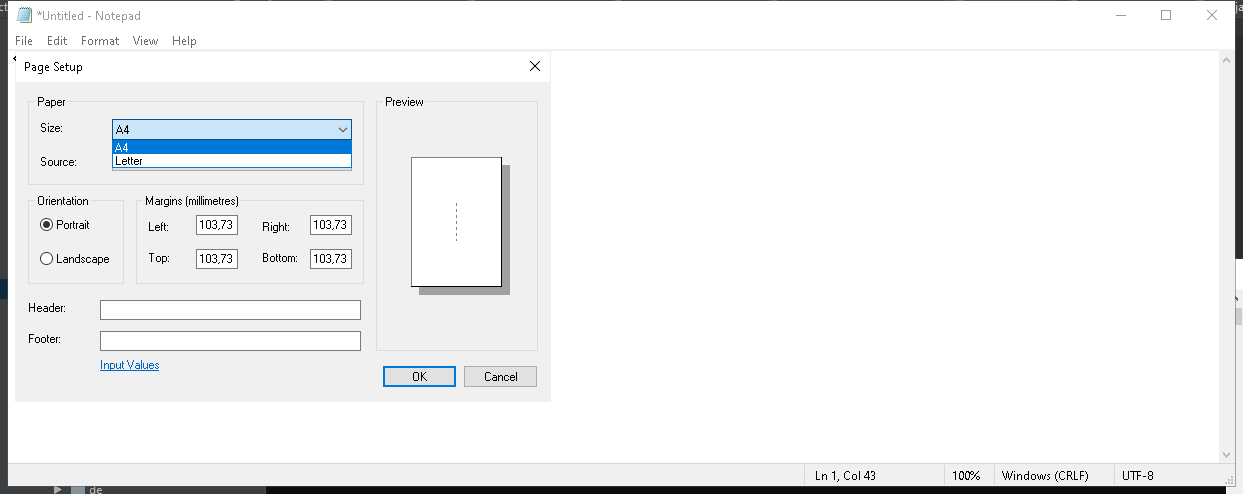 *Untitled - Notepad
File Edit Format View Help
Page Setup
Paper
Size:
A4
A4
Letter
Source:
Preview
Orientation
Portrait
Landscape
Margins (millimetres)
Left: 103,73 Right: 103,73
Top: 103,73 Bottom: 103,73
Header:
Footer:
Input Values
OK Cancel
Ln 1, Col 43 100% Windows (CRLF) UTF-8
de